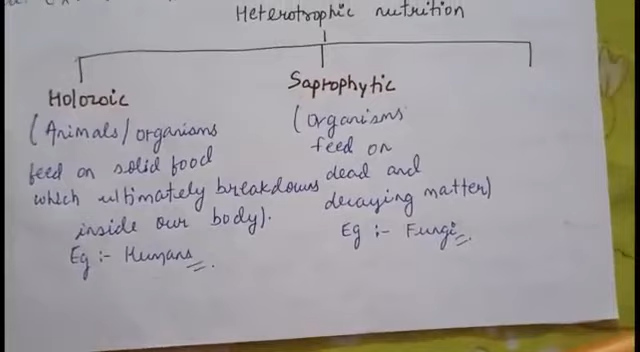 Heterotrophic nutrition
Holozoic
(Animals/organisms
feed on solid food
which ultimately breakdowns
inside our body).
Eg :- Humans.
Saprophytic
(organisms
feed on
dead and
decaying matter)
Eg :- Fungi.